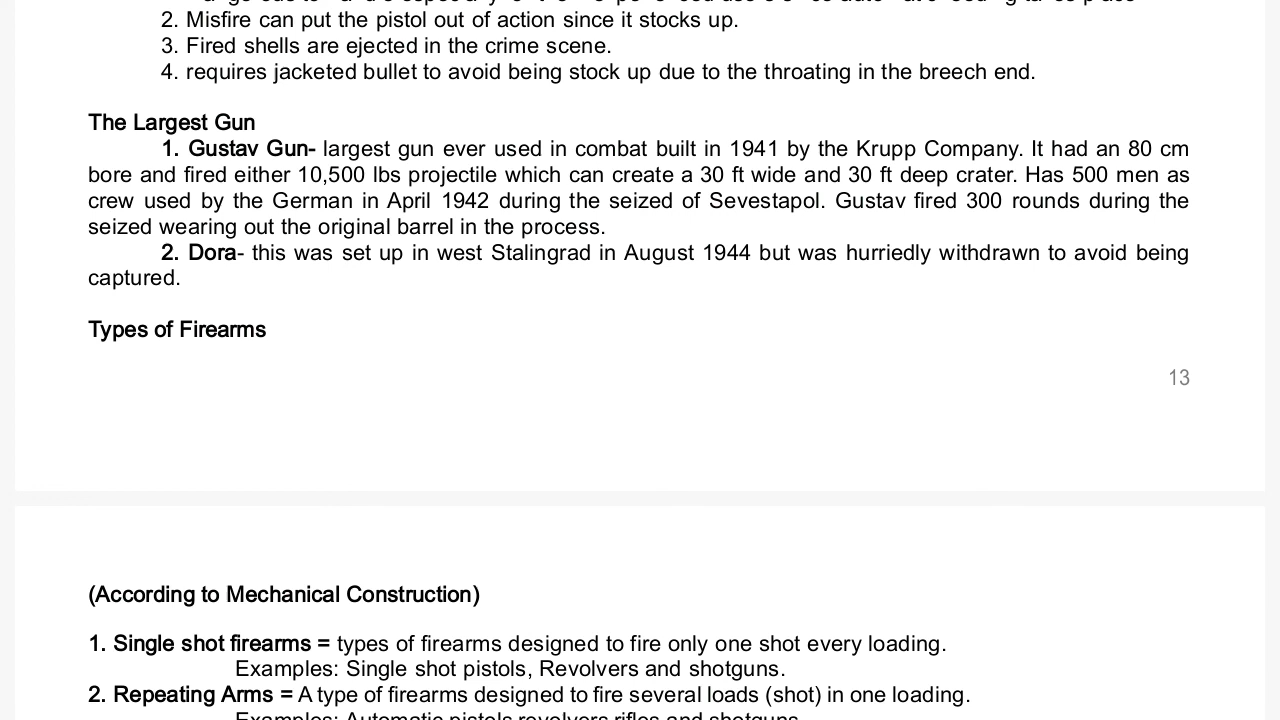 2. Misfire can put the pistol out of action since it stocks up.
3. Fired shells are ejected in the crime scene.
4. requires jacketed bullet to avoid being stock up due to the throating in the breech end.
The Largest Gun
1. Gustav Gun- largest gun ever used in combat built in 1941 by the Krupp Company. It had an 80 cm
bore and fired either 10,500 lbs projectile which can create a 30 ft wide and 30 ft deep crater. Has 500 men as
crew used by the German in April 1942 during the seized of Sevestapol. Gustav fired 300 rounds during the
seized wearing out the original barrel in the process.
2. Dora- this was set up in west Stalingrad in August 1944 but was hurriedly withdrawn to avoid being
captured.
Types of Firearms
13
(According to Mechanical Construction)
1. Single shot firearms = types of firearms designed to fire only one shot every loading.
Examples: Single shot pistols, Revolvers and shotguns.
2. Repeating Arms = A type of firearms designed to fire several loads (shot) in one loading.
Examples: Automatic pistols revolvers rifles and shotguns